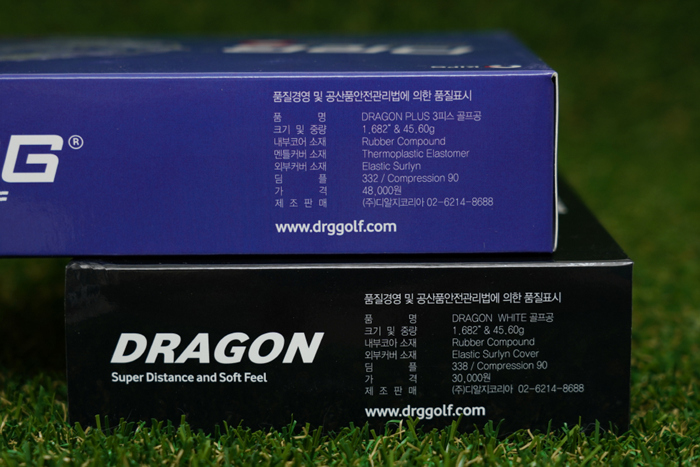 품질경영 및 공산품안전관리법에 의한 품질표시
품 명 DRAGON PLUS 3피스 골프공
크기 및 중량 1,682" & 45,60g
내부코어 소재 Rubber Compound
멘틀커버 소재 Thermoplastic Elastomer
외부커버 소재 Elastic Surlyn
딤 플 332 / Compression 90
가 격 48,000원
제 조 판 매 (주)디알지코리아 02-6214-8688
www.drggolf.com
G®
F
품질경영 및 공산품안전관리법에 의한 품질표시
품 명 DRAGON WHITE 골프공
크기 및 중량 1,682" & 45,60g
내부코아 소재 Rubber Compound
외부커버 소재 Elastic Surlyn Cover
딤 플 338 / Compression 90
가 격 30,000원
제 조 판 매 (주)디알지코리아 02-6214-8688
www.drggolf.com
DRAGON
Super Distance and Soft Feel